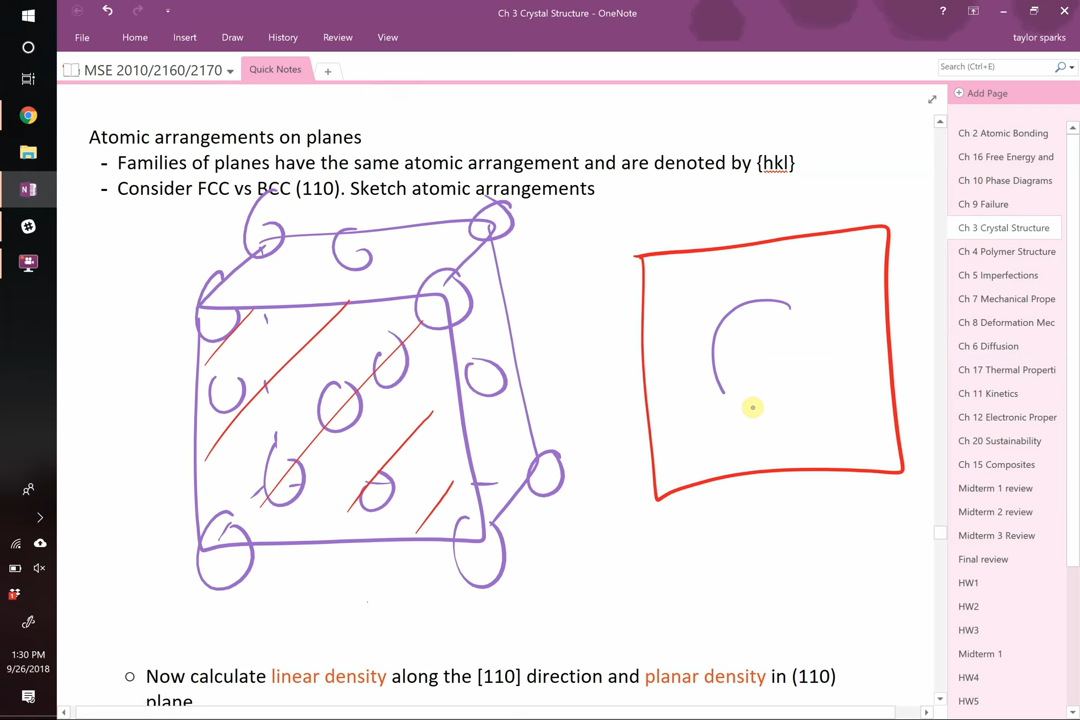 Ch 3 Crystal Structure - OneNote
?
taylor sparks
File Home Insert Draw History Review View
MSE 2010/2160/2170
Quick Notes
+
Search (Ctrl+E)
Add Page
Atomic arrangements on planes
- Families of planes have the same atomic arrangement and are denoted by {hkl}
- Consider FCC vs BCC (110). Sketch atomic arrangements
Now calculate linear density along the [110] direction and planar density in (110)
plane
Ch 2 Atomic Bonding
Ch 16 Free Energy and
Ch 10 Phase Diagrams
Ch 9 Failure
Ch 3 Crystal Structure
Ch 4 Polymer Structure
Ch 5 Imperfections
Ch 7 Mechanical Prope
Ch 8 Deformation Mec
Ch 6 Diffusion
Ch 17 Thermal Properti
Ch 11 Kinetics
Ch 12 Electronic Proper
Ch 20 Sustainability
Ch 15 Composites
Midterm 1 review
Midterm 2 review
Midterm 3 Review
Final review
HW1
HW2
HW3
Midterm 1
HW4
HW5
1:30 PM
9/26/2018